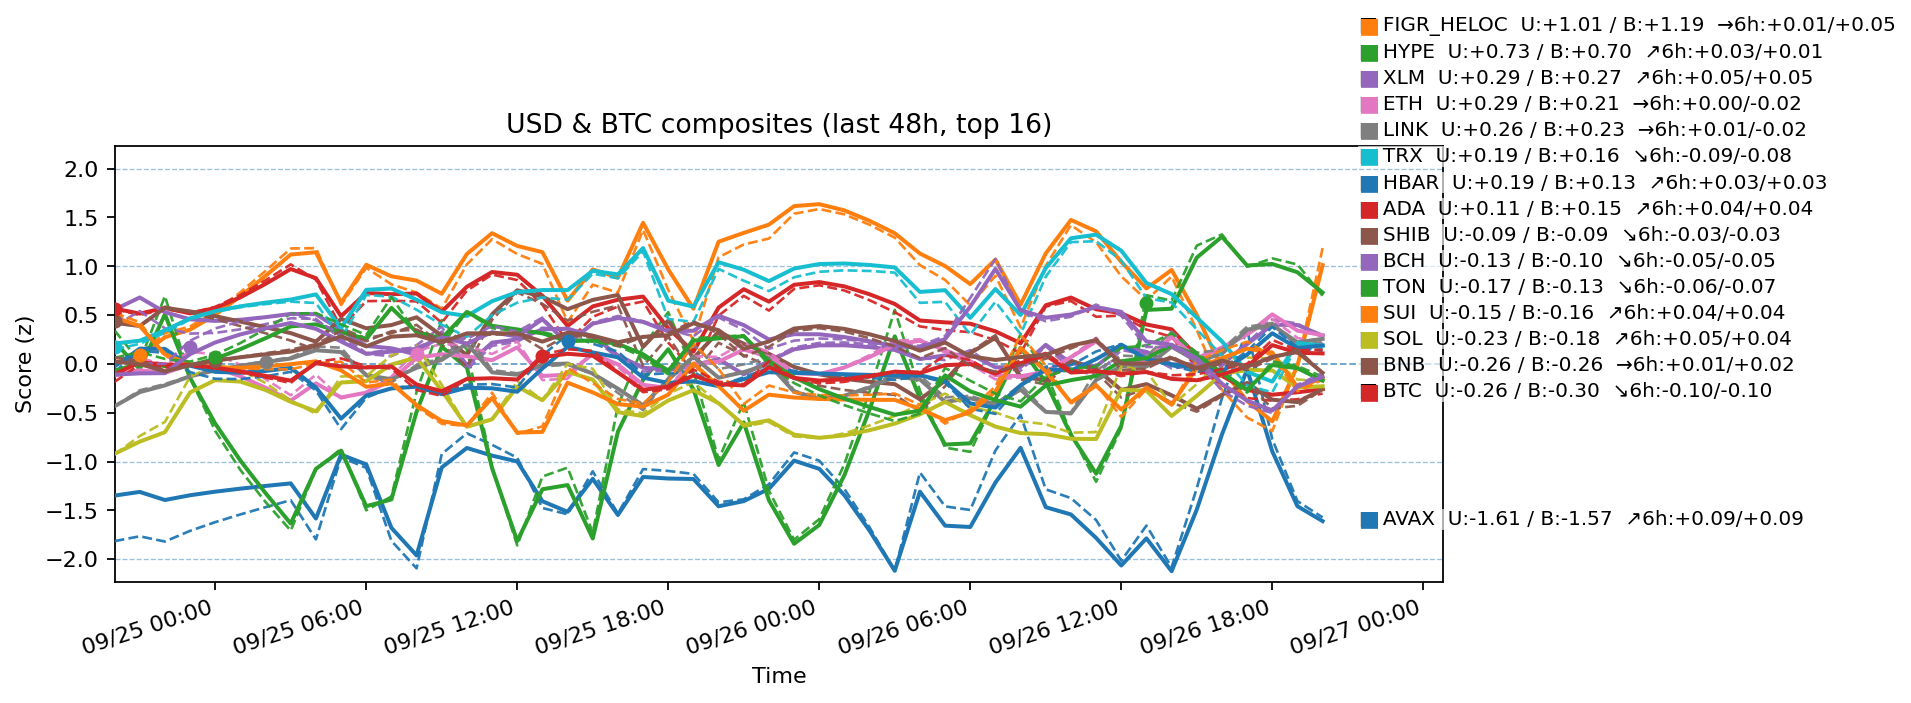 FIGR_HELOC U:+1.01 / B:+1.19 →6h:+0.01/+0.05
HYPE U:+0.73 / B:+0.70 ↗6h:+0.03/+0.01
XLM U:+0.29 / B:+0.27 ↗6h:+0.05/+0.05
ETH U:+0.29 / B:+0.21 →6h:+0.00/-0.02
LINK U:+0.26 / B:+0.23 →6h:+0.01/-0.02
TRX U:+0.19 / B:+0.16 ↘6h:-0.09/-0.08
HBAR U:+0.19 / B:+0.13 ↗6h:+0.03/+0.03
ADA U:+0.11 / B:+0.15 ↗6h:+0.04/+0.04
SHIB U:-0.09 / B:-0.09 ↘6h:-0.03/-0.03
BCH U:-0.13 / B:-0.10 ↘6h:-0.05/-0.05
TON U:-0.17 / B:-0.13 ↘6h:-0.06/-0.07
SUI U:-0.15 / B:-0.16 ↗6h:+0.04/+0.04
SOL U:-0.23 / B:-0.18 ↗6h:+0.05/+0.04
BNB U:-0.26 / B:-0.26 →6h:+0.01/+0.02
BTC U:-0.26 / B:-0.30 ↘6h:-0.10/-0.10
AVAX U:-1.61 / B:-1.57 ↗6h:+0.09/+0.09
USD & BTC composites (last 48h, top 16)
Score (z)
2.0
1.5
1.0
0.5
0.0
−0.5
−1.0
−1.5
−2.0
09/25 00:00
09/25 06:00
09/25 12:00
09/25 18:00
09/26 00:00
09/26 06:00
09/26 12:00
09/26 18:00
09/27 00:00
Time